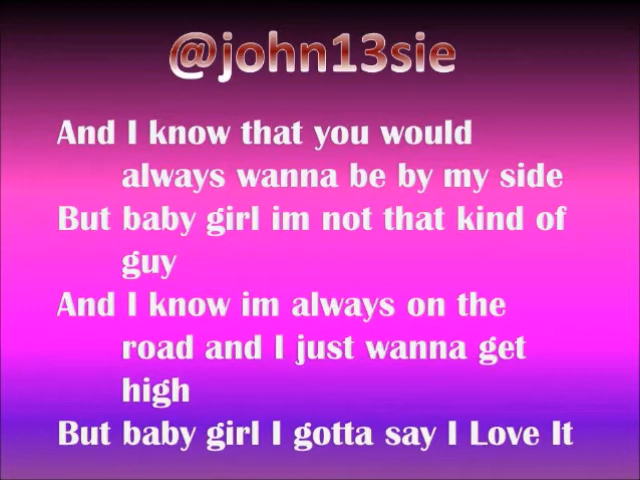 @john13sie
And I know that you would
always wanna be by my side
But baby girl im not that kind of
guy
And I know im always on the
road and I just wanna get
high
But baby girl I gotta say I Love It